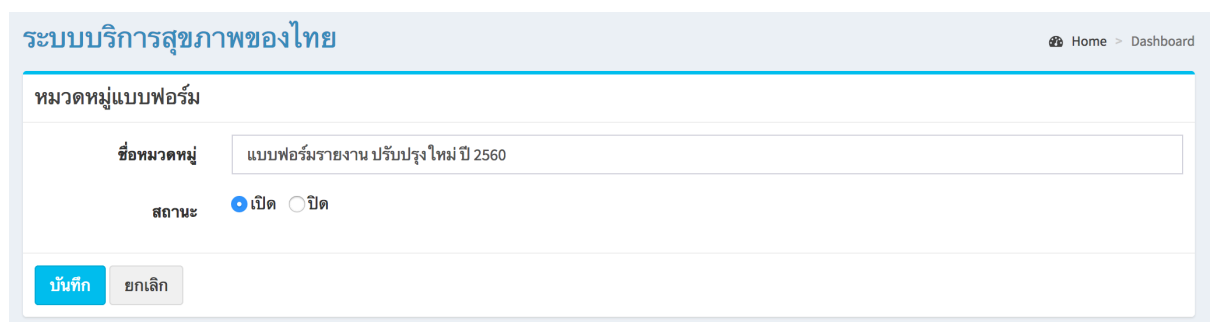 ระบบบริการสุขภาพของไทย
Home > Dashboard
หมวดหมู่แบบฟอร์ม
ชื่อหมวดหมู่ แบบฟอร์มรายงาน ปรับปรุงใหม่ ปี 2560
สถานะ เปิด ปิด
บันทึก ยกเลิก